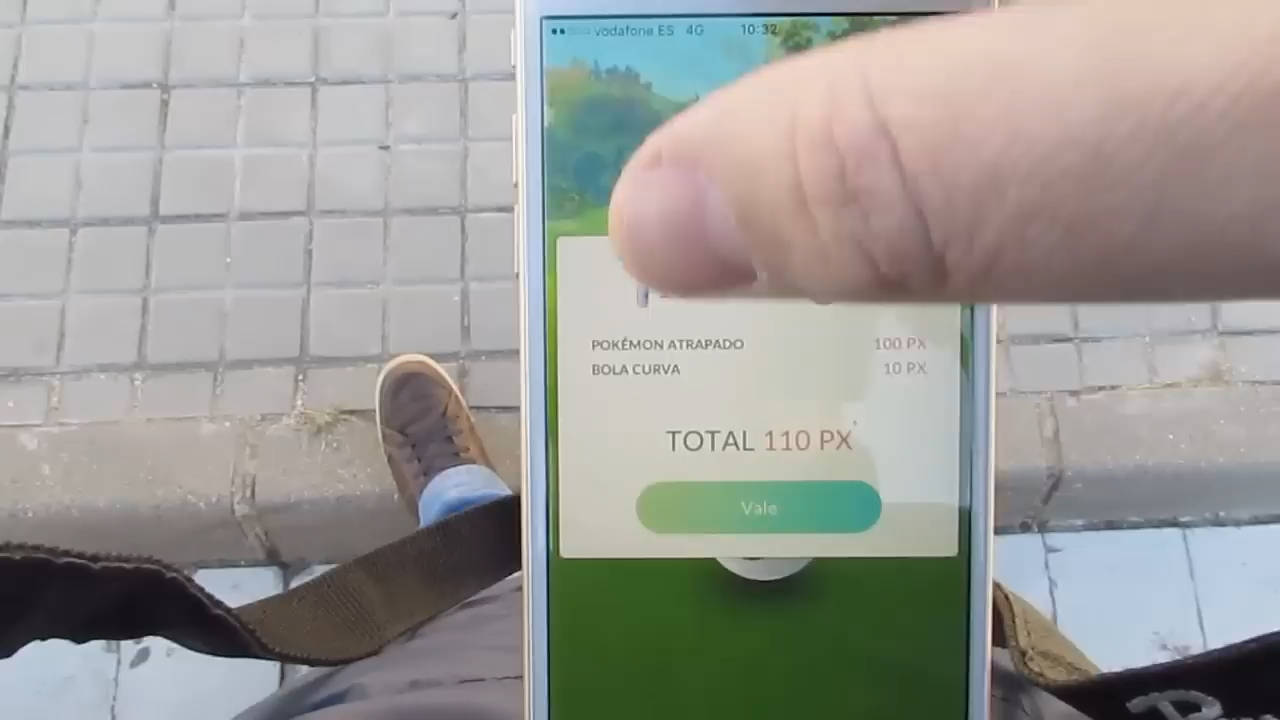 vodafone ES 4G 10:32
POKÉMON ATRAPADO 100 PX
BOLA CURVA 10 PX
TOTAL 110 PX
Vale